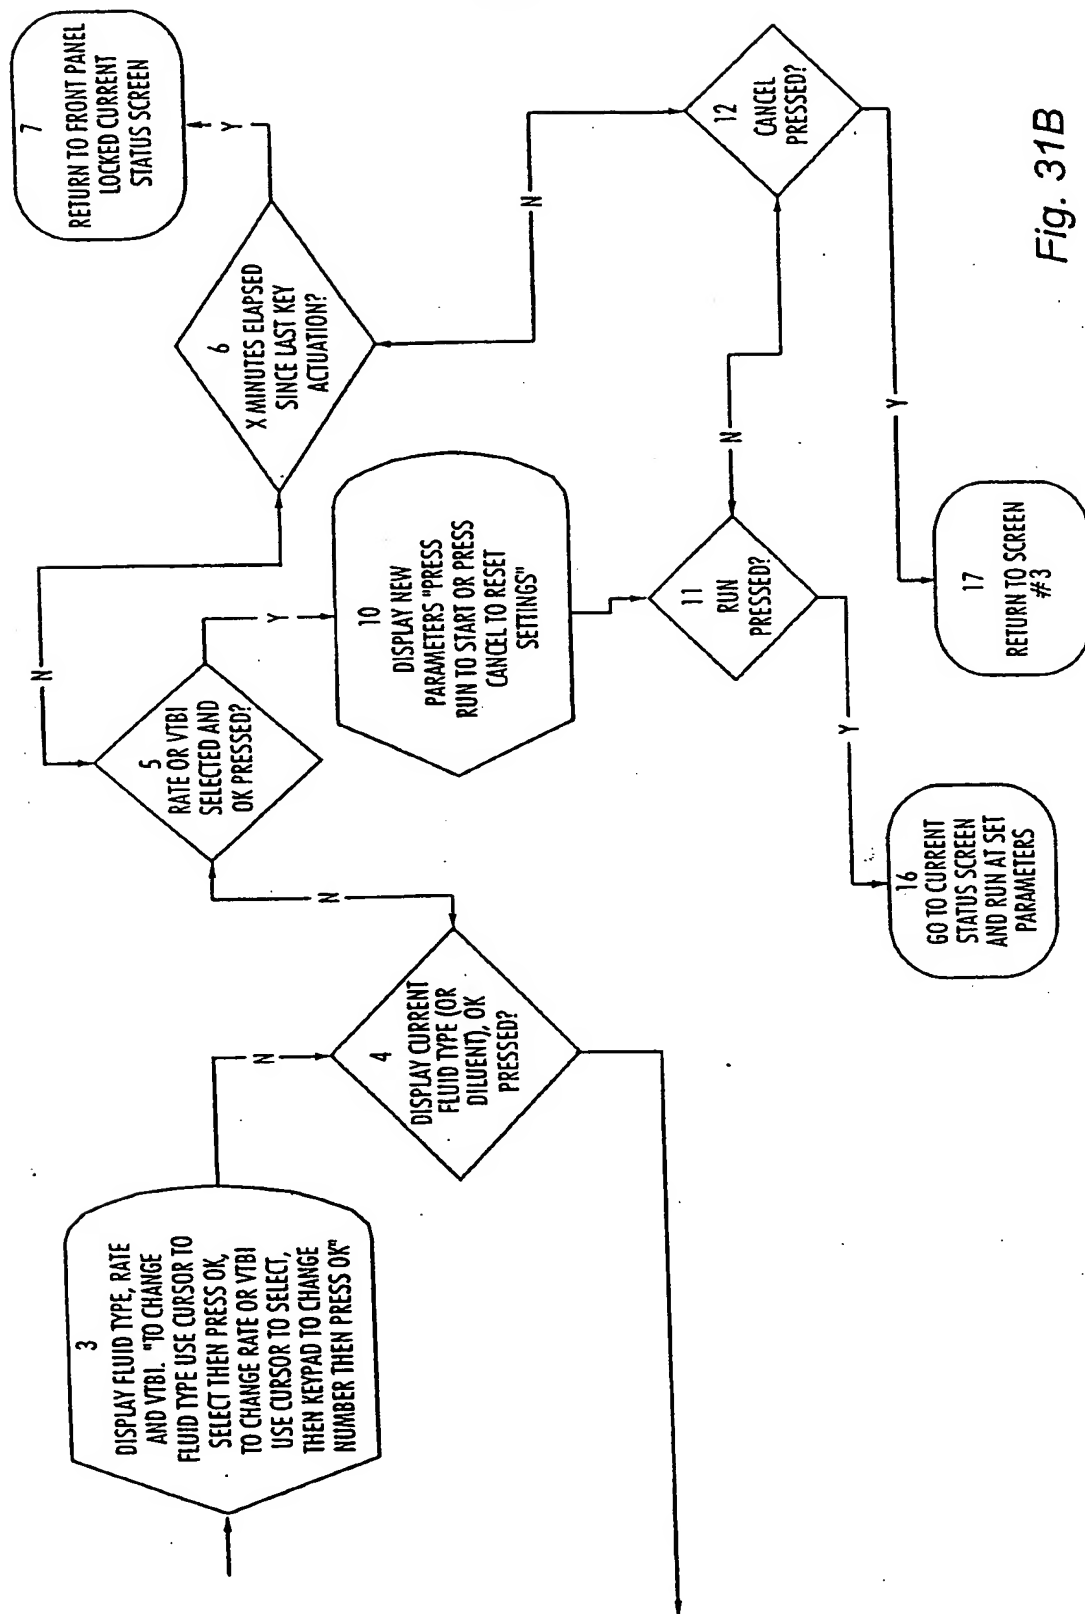 3
DISPLAY FLUID TYPE, RATE
AND VTBI. "TO CHANGE
FLUID TYPE USE CURSOR TO
SELECT THEN PRESS OK,
TO CHANGE RATE OR VTBI
USE CURSOR TO SELECT,
THEN KEYPAD TO CHANGE
NUMBER THEN PRESS OK"
N
4
DISPLAY CURRENT
FLUID TYPE (OR
DILUENT), OK
PRESSED?
N
5
RATE OR VTBI
SELECTED AND
OK PRESSED?
N
Y
6
X MINUTES ELAPSED
SINCE LAST KEY
ACTUATION?
Y
7
RETURN TO FRONT PANEL
LOCKED CURRENT
STATUS SCREEN
N
10
DISPLAY NEW
PARAMETERS "PRESS
RUN TO START OR PRESS
CANCEL TO RESET
SETTINGS"
11
RUN
PRESSED?
N
Y
12
CANCEL
PRESSED?
Y
16
GO TO CURRENT
STATUS SCREEN
AND RUN AT SET
PARAMETERS
17
RETURN TO SCREEN
#3
Fig. 31B